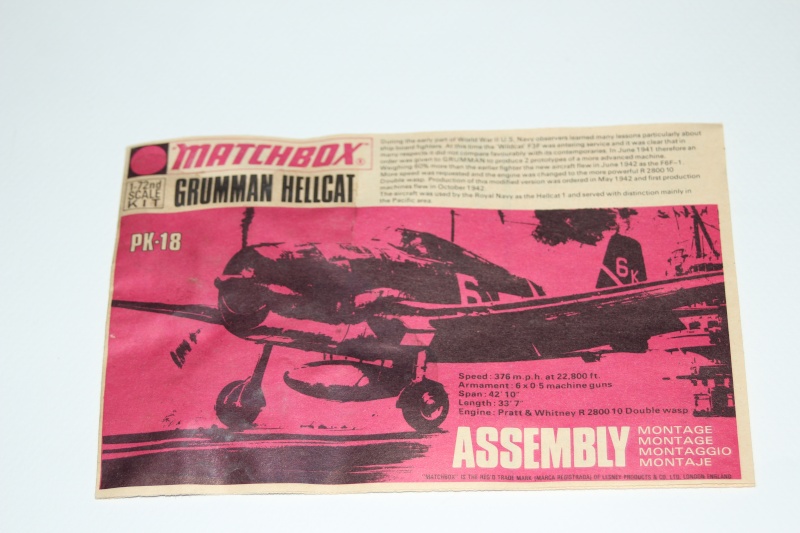 MATCHBOX®
1-72nd
SCALE
KIT
GRUMMAN HELLCAT
During the early part of World War II U.S. Navy observers learned many lessons particularly about
ship board fighters. At this time the 'Wildcat' F3F was entering service and it was clear that in
many respects it did not compare favourably with its contemporaries. In June 1941 therefore an
order was given to GRUMMAN to produce 2 prototypes of a more advanced machine.
Weighing 60% more than the earlier fighter the new aircraft flew in June 1942 as the F6F-1.
More speed was requested and the engine was changed to the more powerful R 2800 10
Double wasp. Production of this modified version was ordered in May 1942 and first production
machines flew in October 1942.
The aircraft was used by the Royal Navy as the Hellcat 1 and served with distinction mainly in
the Pacific area
PK-18
6
6
K
Speed : 376 m.p.h. at 22,800 ft.
Armament : 6 x 0·5 machine guns
Span : 42' 10"
Length : 33' 7"
Engine : Pratt & Whitney R 2800 10 Double wasp
ASSEMBLY
MONTAGE
MONTAGE
MONTAGGIO
MONTAJE
"MATCHBOX" IS THE REG'D TRADE MARK (MARCA REGISTRADA) OF LESNEY PRODUCTS & CO. LTD. LONDON ENGLAND